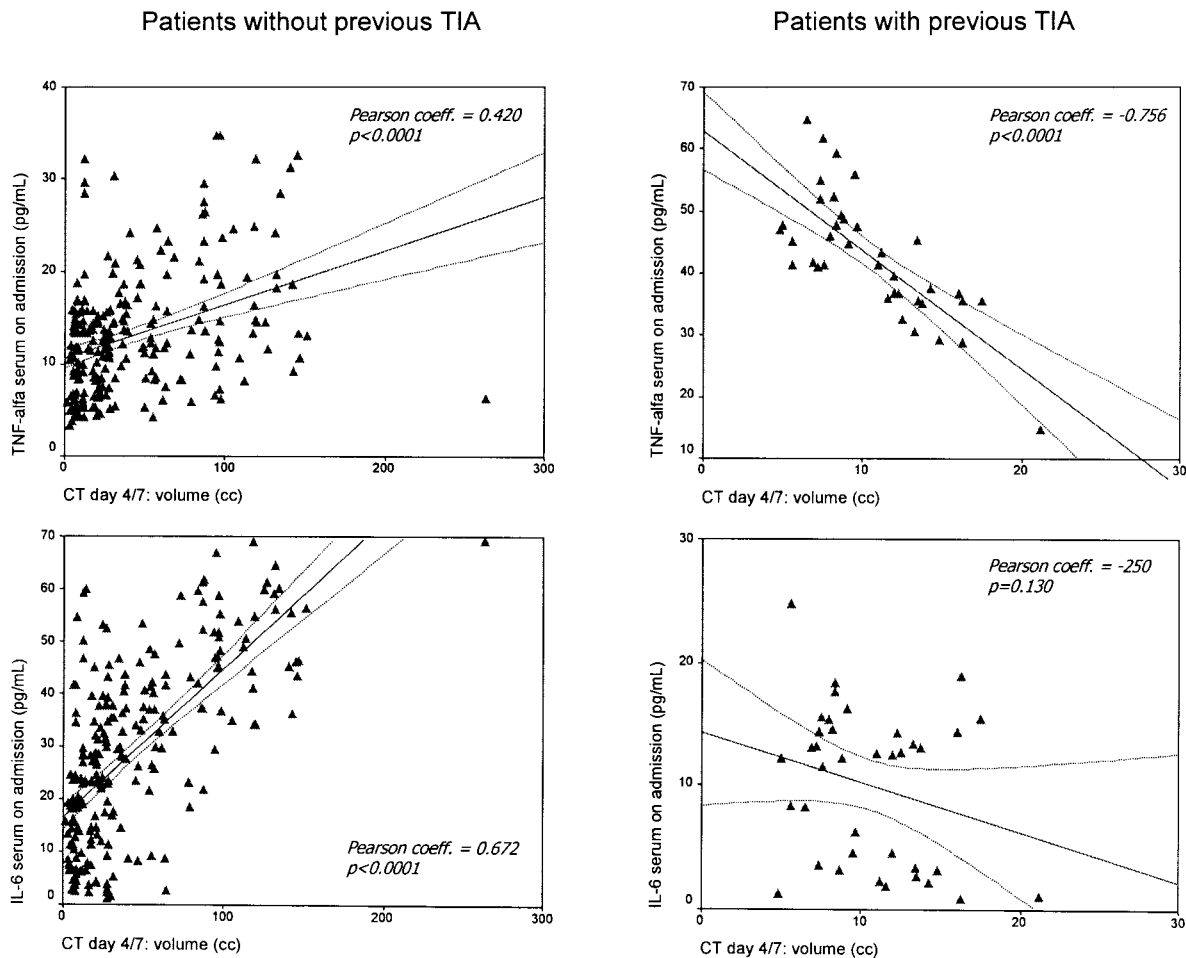 Patients without previous TIA
Patients with previous TIA
TNF-alfa serum on admission (pg/mL)
40
30
20
10
0
Pearson coeff. = 0.420
p<0.0001
0
100
200
300
CT day 4/7: volume (cc)
TNF-alfa serum on admission (pg/mL)
70
60
50
40
30
20
10
Pearson coeff. = -0.756
p<0.0001
0
10
20
30
CT day 4/7: volume (cc)
IL-6 serum on admission (pg/mL)
70
60
50
40
30
20
10
0
Pearson coeff. = 0.672
p<0.0001
0
100
200
300
CT day 4/7: volume (cc)
IL-6 serum on admission (pg/mL)
30
20
10
0
Pearson coeff. = -250
p=0.130
0
10
20
30
CT day 4/7: volume (cc)